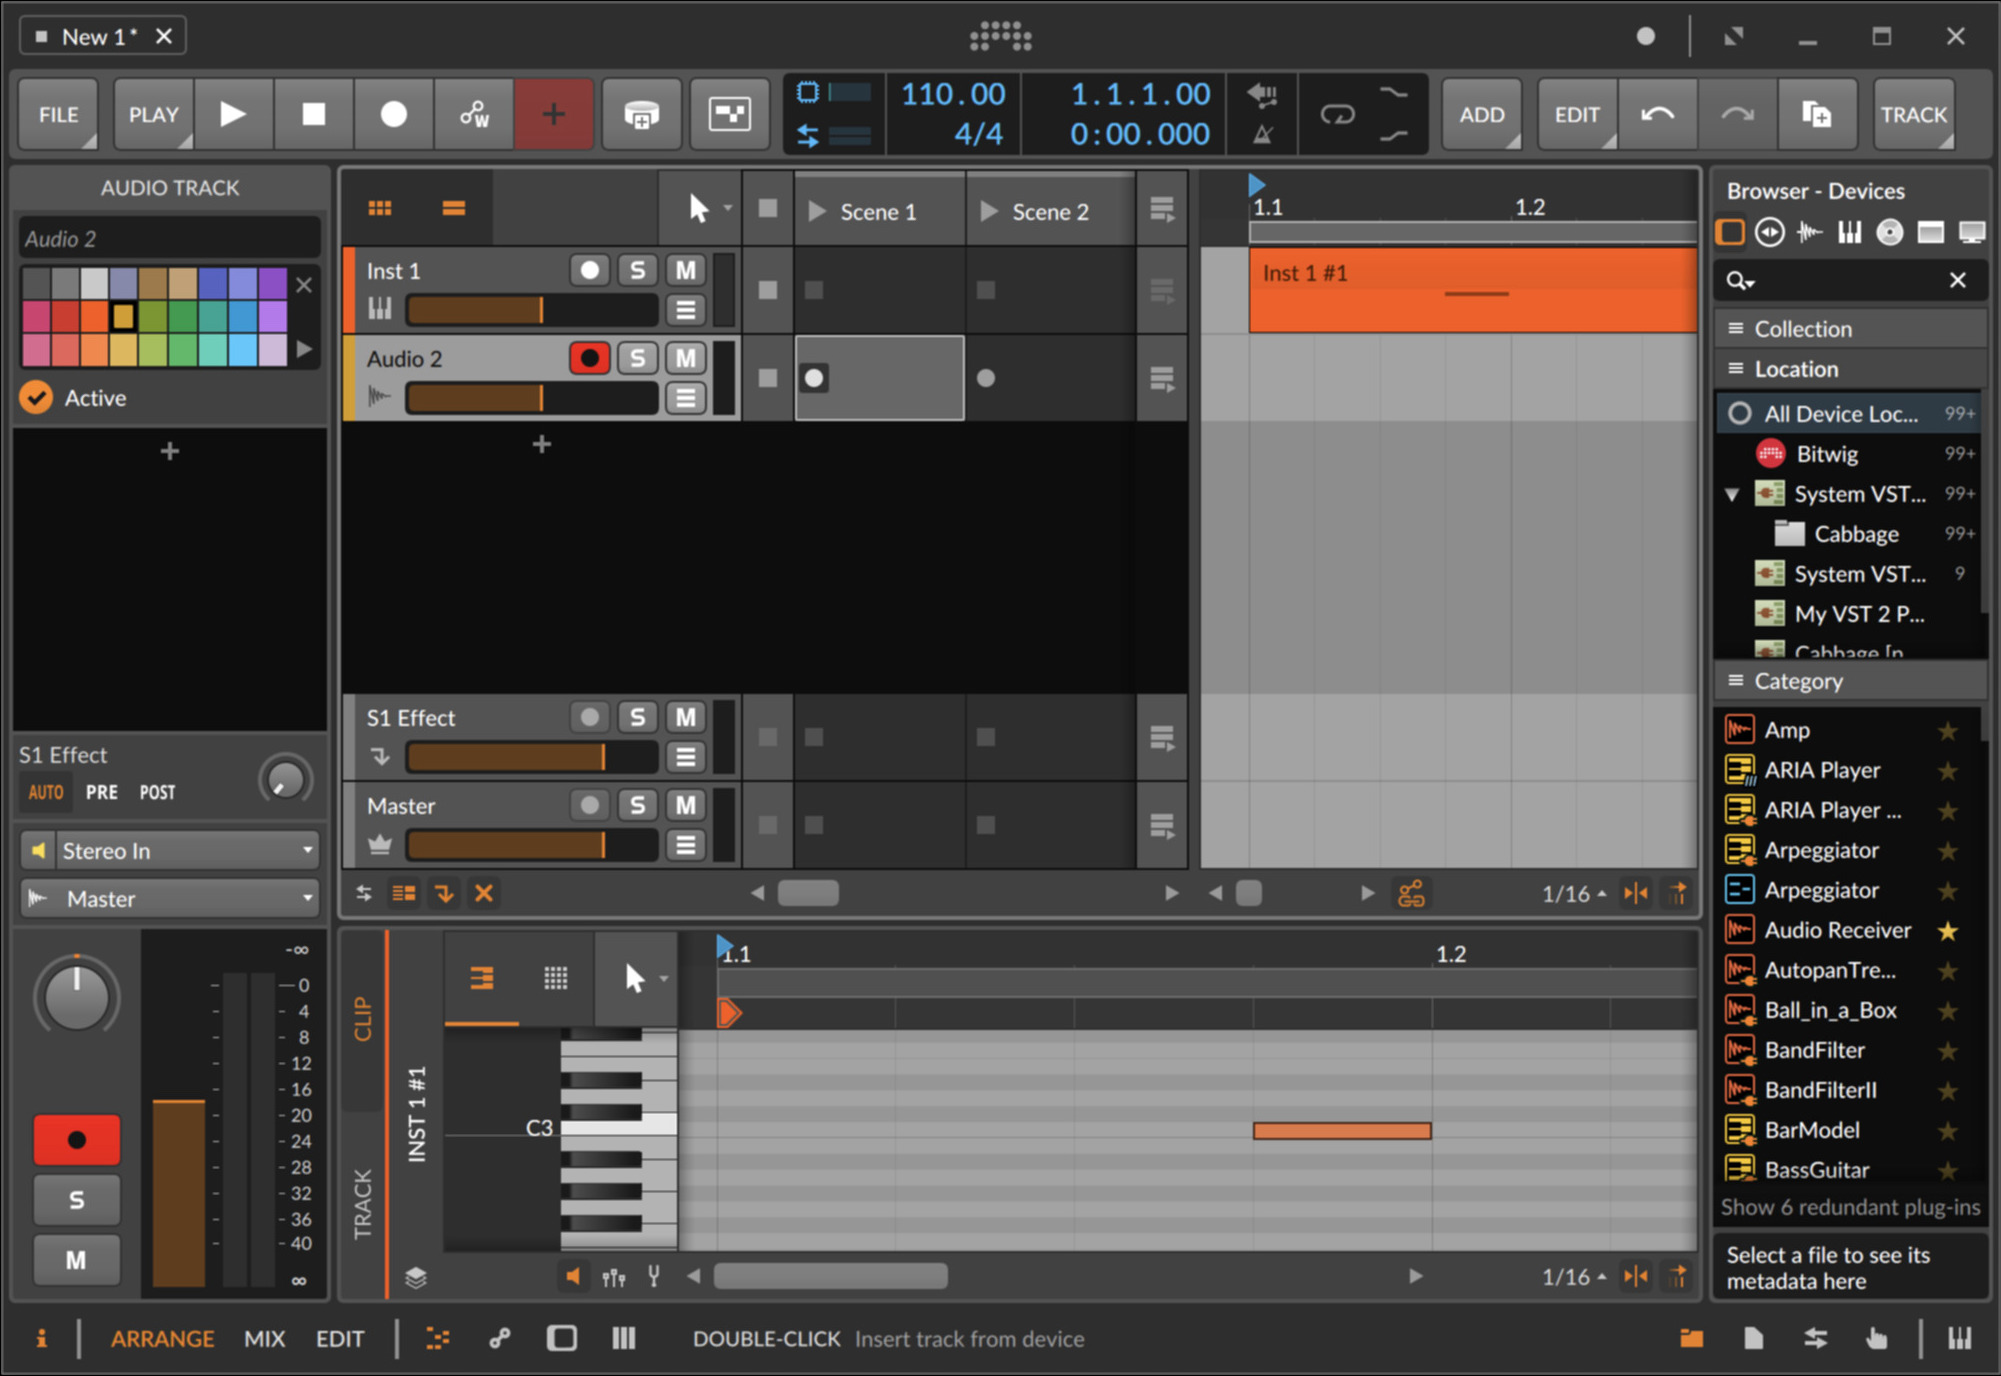 New 1*
FILE
PLAY
W
110.00
4/4
1.1.1.00
0:00.000
ADD
EDIT
TRACK
AUDIO TRACK
Audio 2
Active
S1 Effect
AUTO PRE POST
Stereo In
Master
-∞
0
4
8
12
16
20
24
28
32
36
40
∞
S
M
Scene 1
Scene 2
Inst 1
S M
Audio 2
S M
S1 Effect
S M
Master
S M
1.1
1.2
Inst 1 #1
1/16
CLIP
TRACK
INST 1 #1
1.1
1.2
C3
1/16
Browser - Devices
Collection
Location
All Device Loc... 99+
Bitwig 99+
System VST... 99+
Cabbage 99+
System VST... 9
My VST 2 P...
Cabbage [n
Category
Amp
ARIA Player
ARIA Player ...
Arpeggiator
Arpeggiator
Audio Receiver
AutopanTre...
Ball_in_a_Box
BandFilter
BandFilterII
BarModel
BassGuitar
Show 6 redundant plug-ins
Select a file to see its
metadata here
i
ARRANGE MIX EDIT
DOUBLE-CLICK Insert track from device